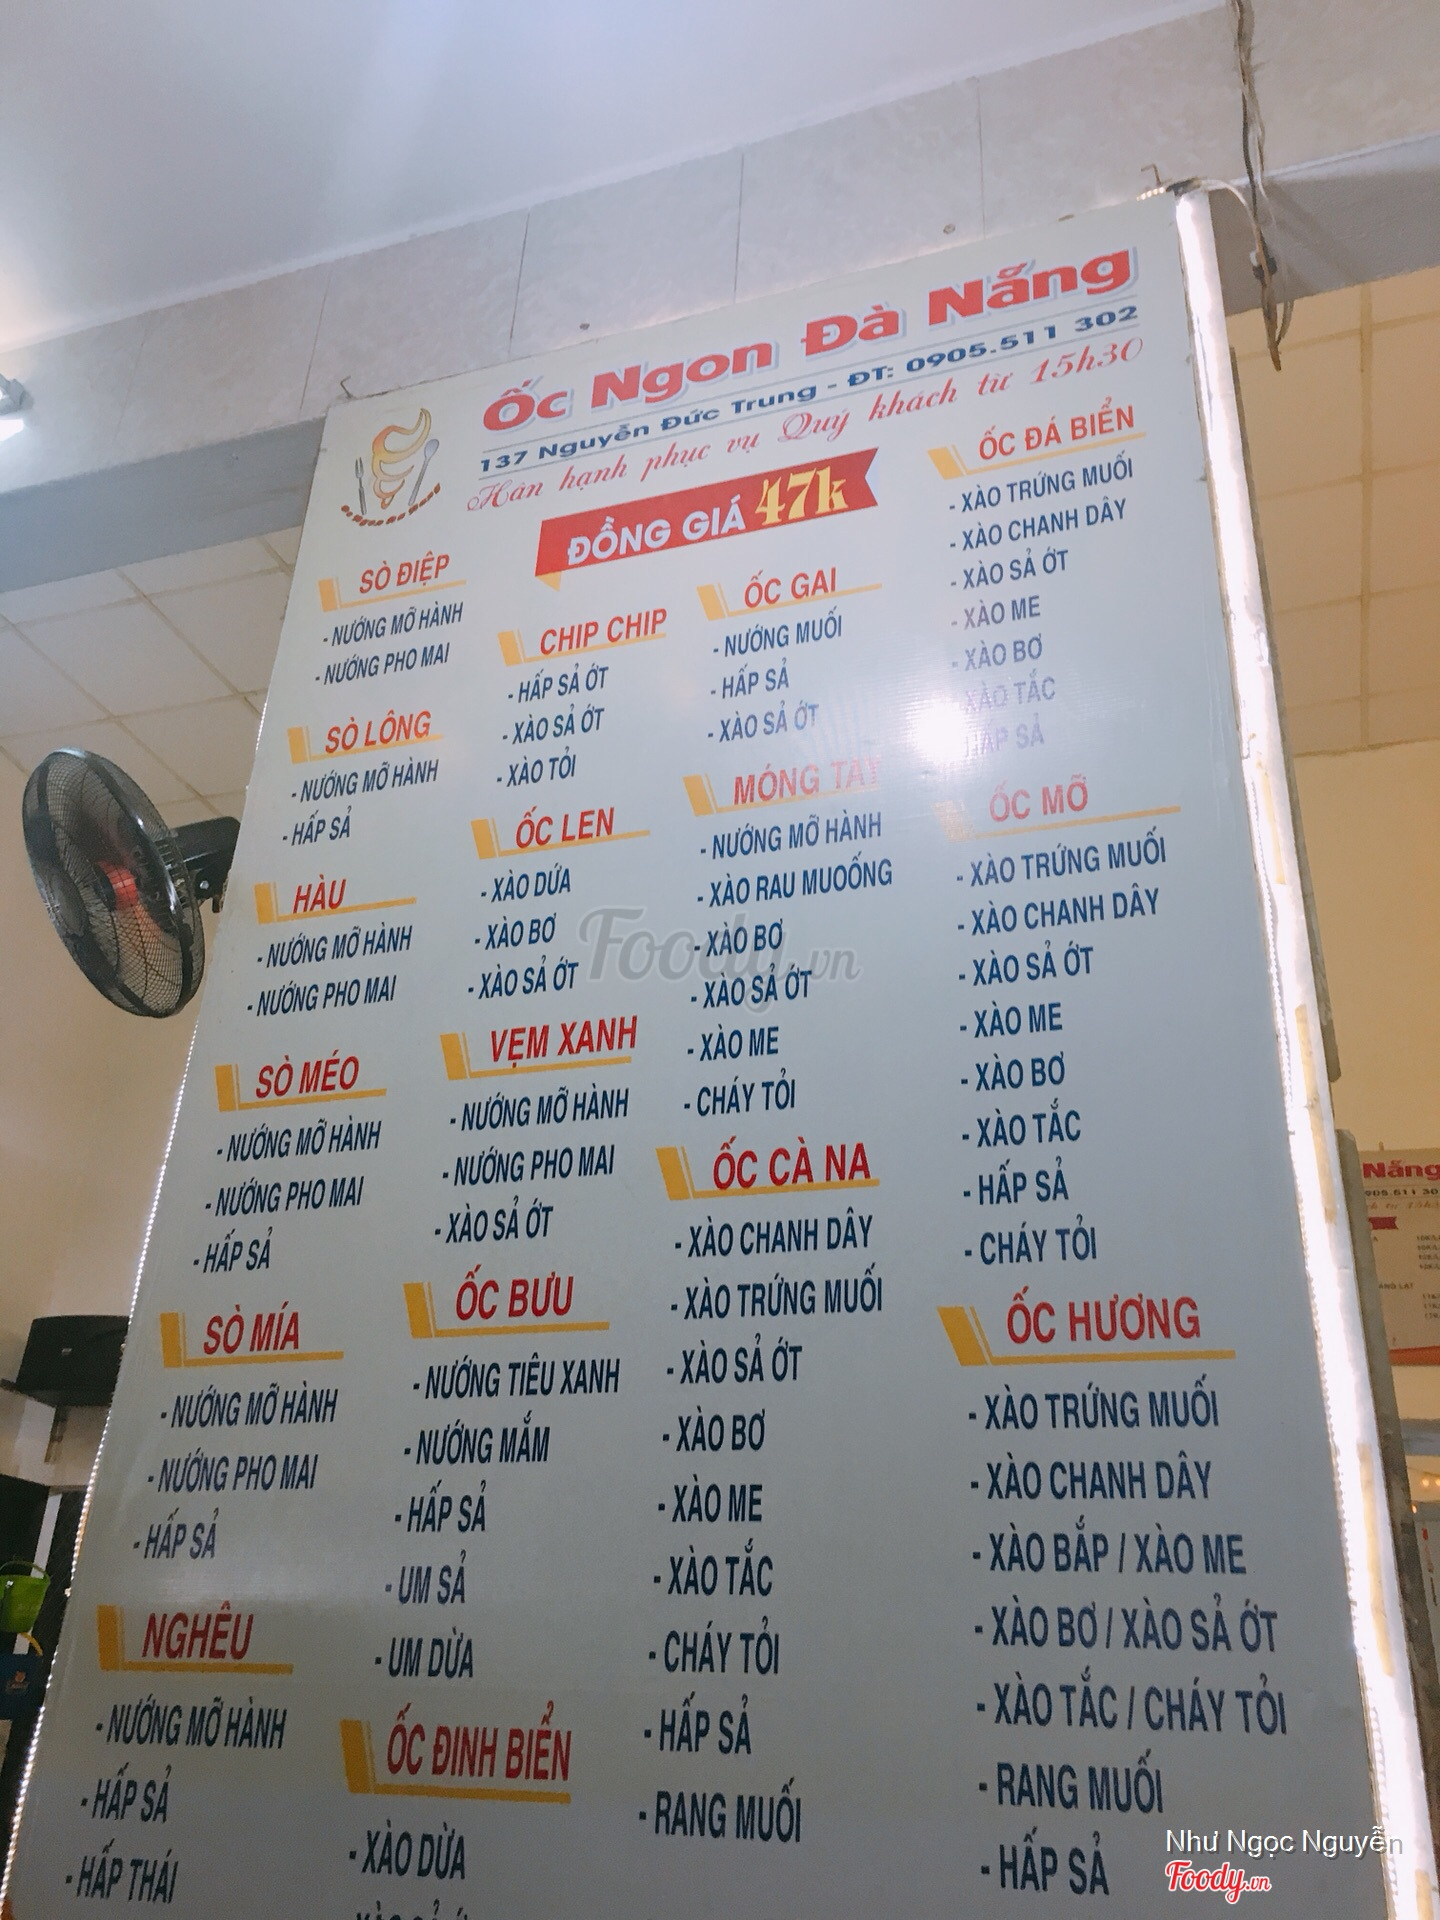 Ốc Ngon Đà Nẵng
137 Nguyễn Đức Trung - ĐT: 0905.511 302
Hân hạnh phục vụ Quý khách từ 15h30
ĐỒNG GIÁ 47k
SÒ ĐIỆP
- NƯỚNG MỠ HÀNH
- NƯỚNG PHO MAI
SÒ LÔNG
- NƯỚNG MỠ HÀNH
- HẤP SẢ
HÀU
- NƯỚNG MỠ HÀNH
- NƯỚNG PHO MAI
SÒ MÉO
- NƯỚNG MỠ HÀNH
- NƯỚNG PHO MAI
- HẤP SẢ
SÒ MÍA
- NƯỚNG MỠ HÀNH
- NƯỚNG PHO MAI
- HẤP SẢ
NGHÊU
- NƯỚNG MỠ HÀNH
- HẤP SẢ
- HẤP THÁI
CHIP CHIP
- HẤP SẢ ỚT
- XÀO SẢ ỚT
- XÀO TỎI
ỐC LEN
- XÀO DỨA
- XÀO BƠ
- XÀO SẢ ỚT
VẸM XANH
- NƯỚNG MỠ HÀNH
- NƯỚNG PHO MAI
- XÀO SẢ ỚT
ỐC BƯU
- NƯỚNG TIÊU XANH
- NƯỚNG MẮM
- HẤP SẢ
- UM SẢ
- UM DỪA
ỐC ĐINH BIỂN
- XÀO DỪA
ỐC GAI
- NƯỚNG MUỐI
- HẤP SẢ
- XÀO SẢ ỚT
MÓNG TAY
- NƯỚNG MỠ HÀNH
- XÀO RAU MUOỐNG
- XÀO BƠ
- XÀO SẢ ỚT
- XÀO ME
- CHÁY TỎI
ỐC CÀ NA
- XÀO CHANH DÂY
- XÀO TRỨNG MUỐI
- XÀO SẢ ỚT
- XÀO BƠ
- XÀO ME
- XÀO TẮC
- CHÁY TỎI
- HẤP SẢ
- RANG MUỐI
ỐC ĐÁ BIỂN
- XÀO TRỨNG MUỐI
- XÀO CHANH DÂY
- XÀO SẢ ỚT
- XÀO ME
- XÀO BƠ
- XÀO TẮC
HẤP SẢ
ỐC MỠ
- XÀO TRỨNG MUỐI
- XÀO CHANH DÂY
- XÀO SẢ ỚT
- XÀO ME
- XÀO BƠ
- XÀO TẮC
- HẤP SẢ
- CHÁY TỎI
ỐC HƯƠNG
- XÀO TRỨNG MUỐI
- XÀO CHANH DÂY
- XÀO BẮP / XÀO ME
- XÀO BƠ / XÀO SẢ ỚT
- XÀO TẮC / CHÁY TỎI
- RANG MUỐI
- HẤP SẢ
Nẵng
Foody.vn
Như Ngọc Nguyễn
Foody.vn